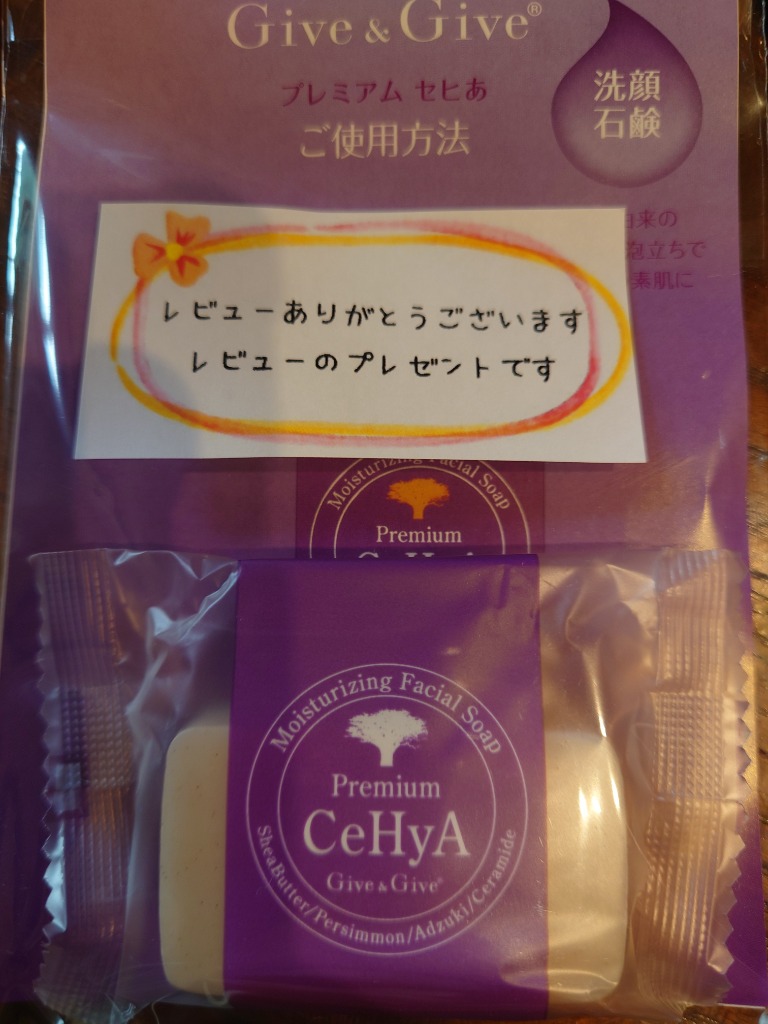 Give & Give®
プレミアム セヒあ
ご使用方法
洗顔
石鹸
由来の
泡立ちで
素肌に
レビューありがとうございます
レビューのプレゼントです
Moisturizing Facial Soap
Premium
Moisturizing Facial Soap
Premium
CeHyA
Give & Give®
SheaButter/Persimmon/Adzuki/Ceramide